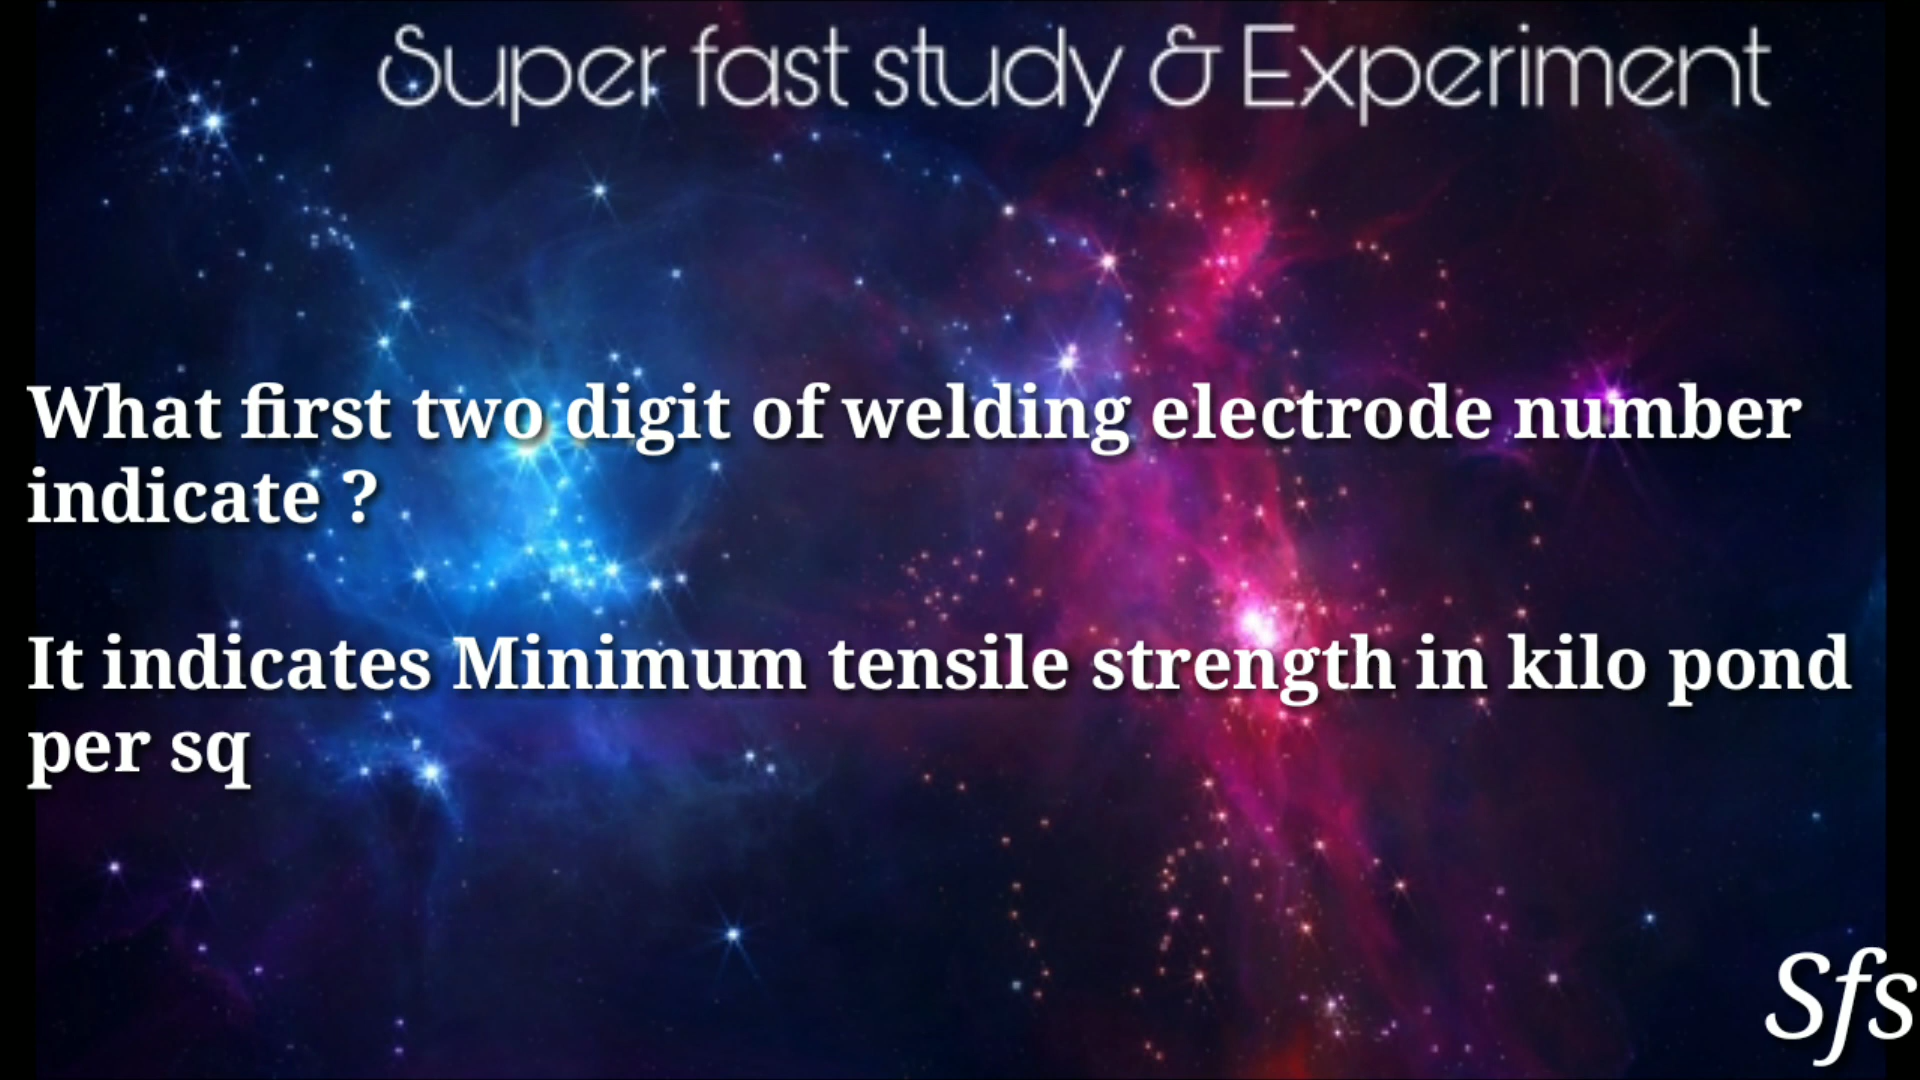 Super fast study & Experiment
What first two digit of welding electrode number
indicate ?
It indicates Minimum tensile strength in kilo pond
per sq
Sfs